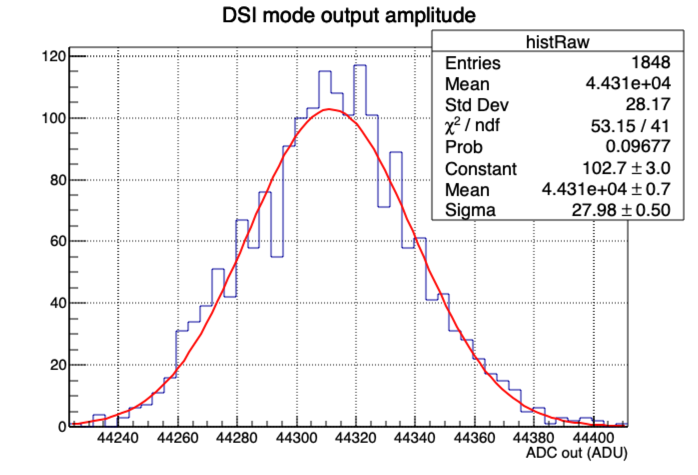 DSI mode output amplitude
histRaw
Entries 1848
Mean 4.431e+04
Std Dev 28.17
χ² / ndf 53.15 / 41
Prob 0.09677
Constant 102.7 ± 3.0
Mean 4.431e+04 ± 0.7
Sigma 27.98 ± 0.50
120
100
80
60
40
20
0
44240 44260 44280 44300 44320 44340 44360 44380 44400
ADC out (ADU)